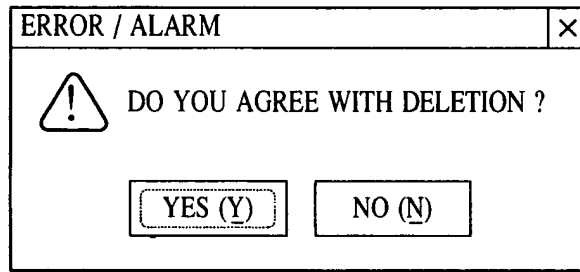 ERROR / ALARM ×
! DO YOU AGREE WITH DELETION ?
YES (Y) NO (N)